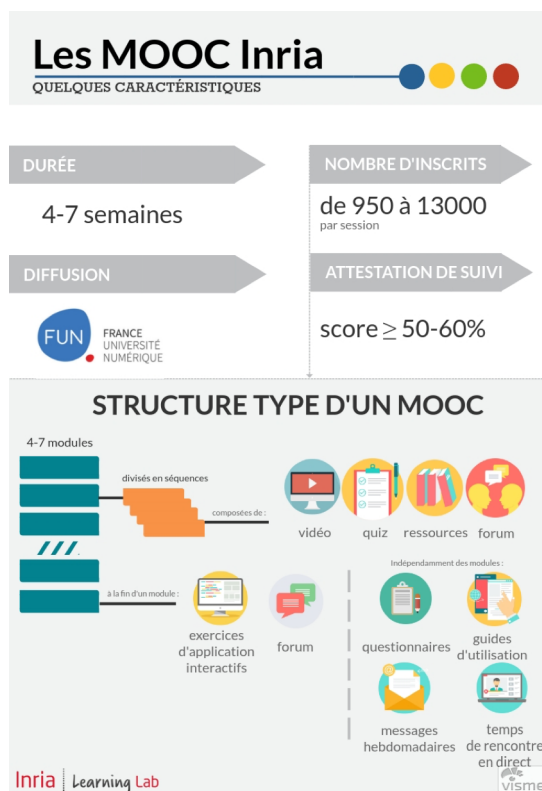 Les MOOC Inria
QUELQUES CARACTÉRISTIQUES
DURÉE
4-7 semaines
NOMBRE D'INSCRITS
de 950 à 13000
par session
DIFFUSION
FUN
FRANCE
UNIVERSITÉ
NUMÉRIQUE
ATTESTATION DE SUIVI
score ≥ 50-60%
STRUCTURE TYPE D'UN MOOC
4-7 modules
divisés en séquences
composées de :
vidéo
quiz
ressources
forum
à la fin d'un module :
exercices
d'application
interactifs
forum
Indépendamment des modules :
questionnaires
guides
d'utilisation
messages
hebdomadaires
temps
de rencontre
en direct
Inria
Learning Lab
visme